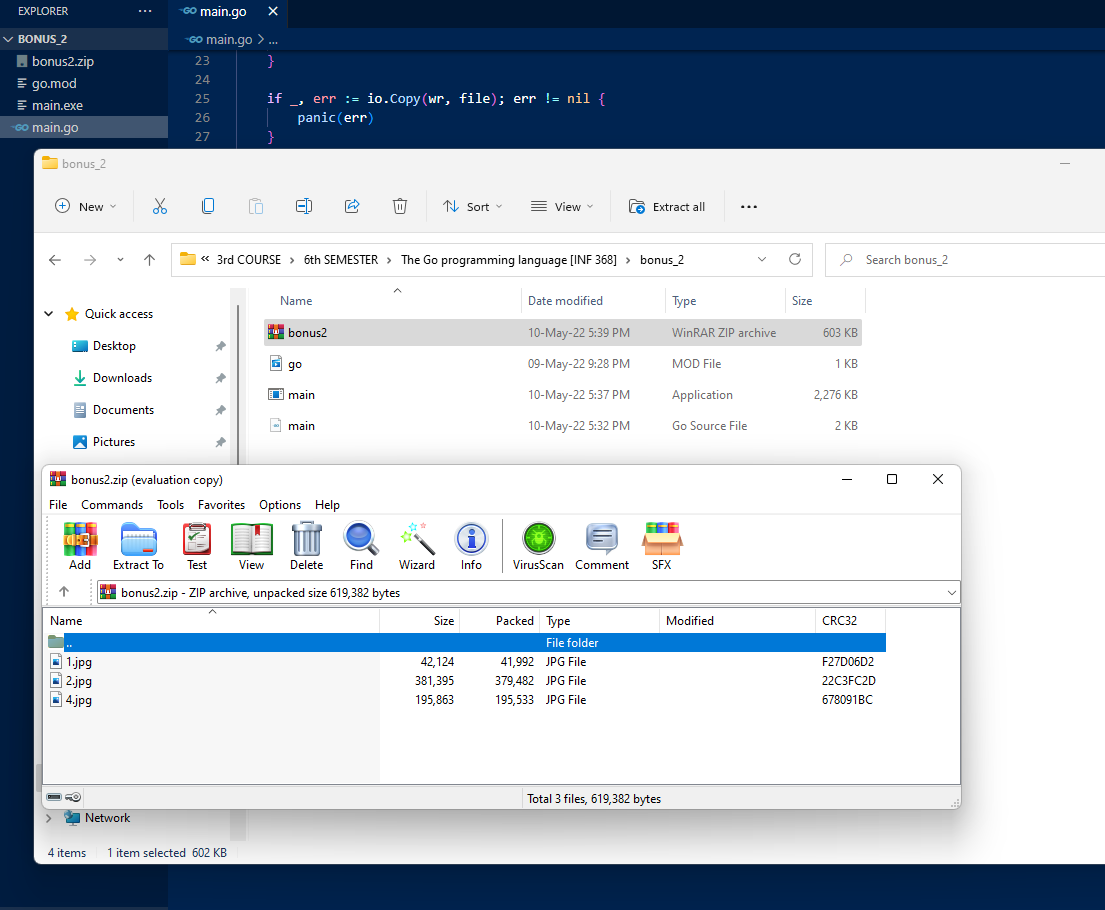 EXPLORER ···
GO main.go ×
BONUS_2
GO main.go > ...
bonus2.zip
go.mod
main.exe
GO main.go
23 }
24
25 if _, err := io.Copy(wr, file); err != nil {
26 panic(err)
27 }
bonus_2
New Sort View Extract all ···
« 3rd COURSE > 6th SEMESTER > The Go programming language [INF 368] > bonus_2 Search bonus_2
Quick access
Desktop
Downloads
Documents
Pictures
Network
Name Date modified Type Size
bonus2 10-May-22 5:39 PM WinRAR ZIP archive 603 KB
go 09-May-22 9:28 PM MOD File 1 KB
main 10-May-22 5:37 PM Application 2,276 KB
main 10-May-22 5:32 PM Go Source File 2 KB
bonus2.zip (evaluation copy)
File Commands Tools Favorites Options Help
Add Extract To Test View Delete Find Wizard Info VirusScan Comment SFX
bonus2.zip - ZIP archive, unpacked size 619,382 bytes
Name Size Packed Type Modified CRC32
.. File folder
1.jpg 42,124 41,992 JPG File F27D06D2
2.jpg 381,395 379,482 JPG File 22C3FC2D
4.jpg 195,863 195,533 JPG File 678091BC
Total 3 files, 619,382 bytes
4 items 1 item selected 602 KB